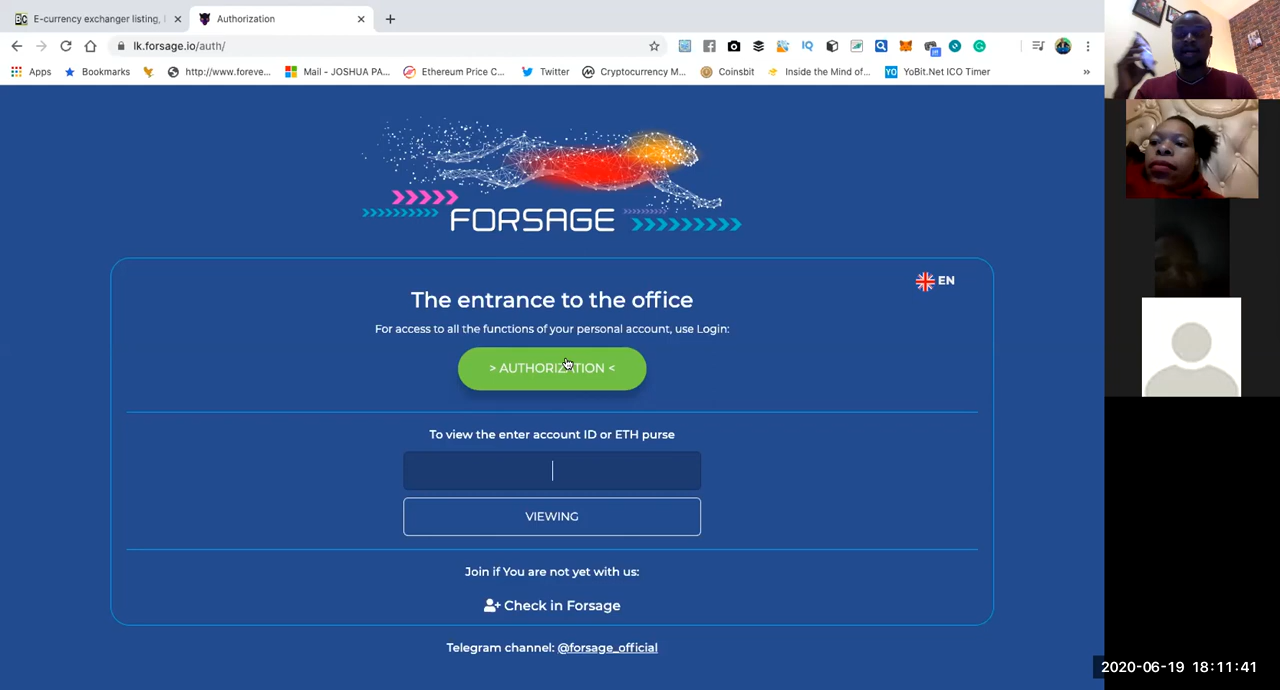 E-currency exchanger listing,
Authorization
lk.forsage.io/auth/
Apps
Bookmarks
http://www.foreve...
Mail - JOSHUA PA...
Ethereum Price C...
Twitter
Cryptocurrency M...
Coinsbit
Inside the Mind of...
YoBit.Net ICO Timer
FORSAGE
EN
The entrance to the office
For access to all the functions of your personal account, use Login:
> AUTHORIZATION <
To view the enter account ID or ETH purse
VIEWING
Join if You are not yet with us:
Check in Forsage
Telegram channel: @forsage_official
2020-06-19 18:11:41